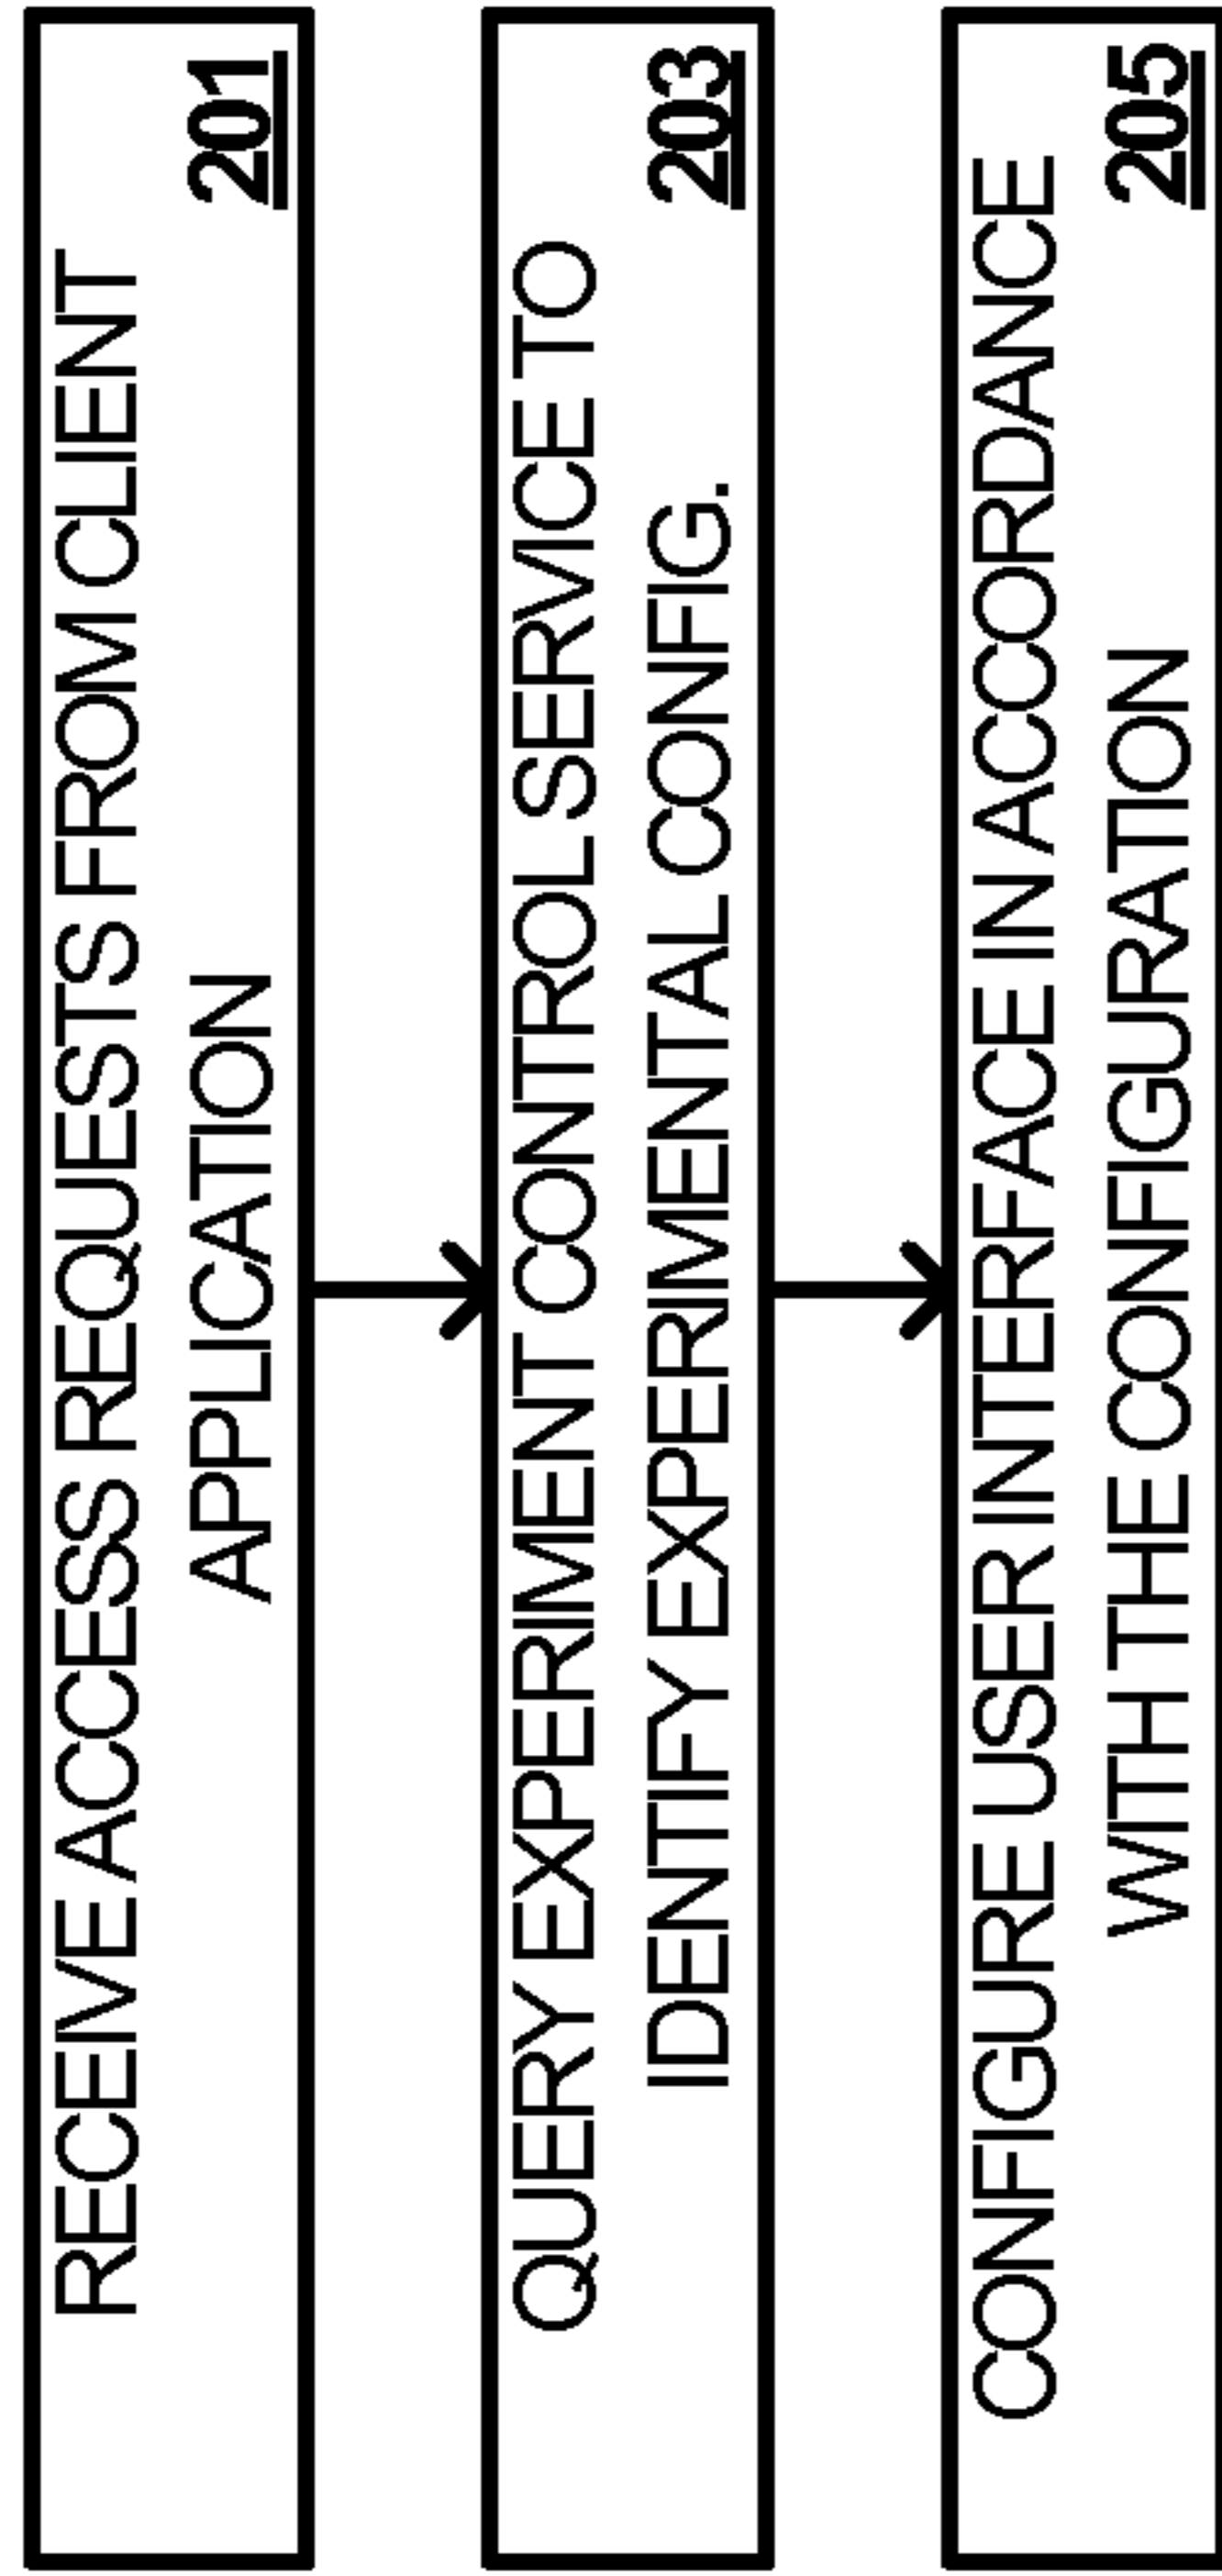 RECEIVE ACCESS REQUESTS FROM CLIENT
APPLICATION
201
QUERY EXPERIMENT CONTROL SERVICE TO
IDENTIFY EXPERIMENTAL CONFIG.
203
CONFIGURE USER INTERFACE IN ACCORDANCE
WITH THE CONFIGURATION
205